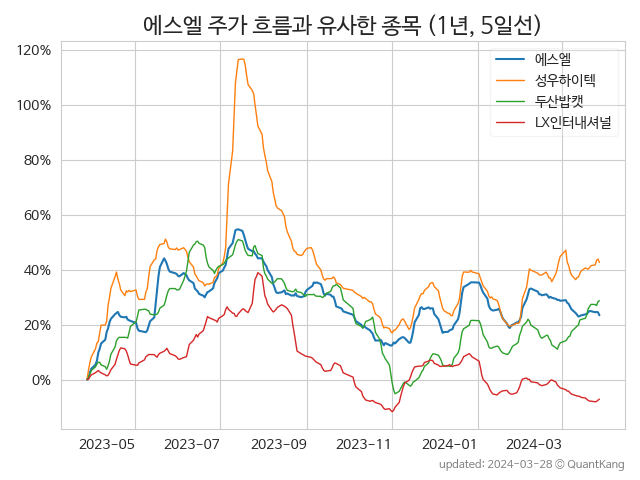 에스엘 주가 흐름과 유사한 종목 (1년, 5일선)
120%
100%
80%
60%
40%
20%
0%
에스엘
성우하이텍
두산밥캣
LX인터내셔널
2023-05 2023-07 2023-09 2023-11 2024-01 2024-03
updated: 2024-03-28 © QuantKang